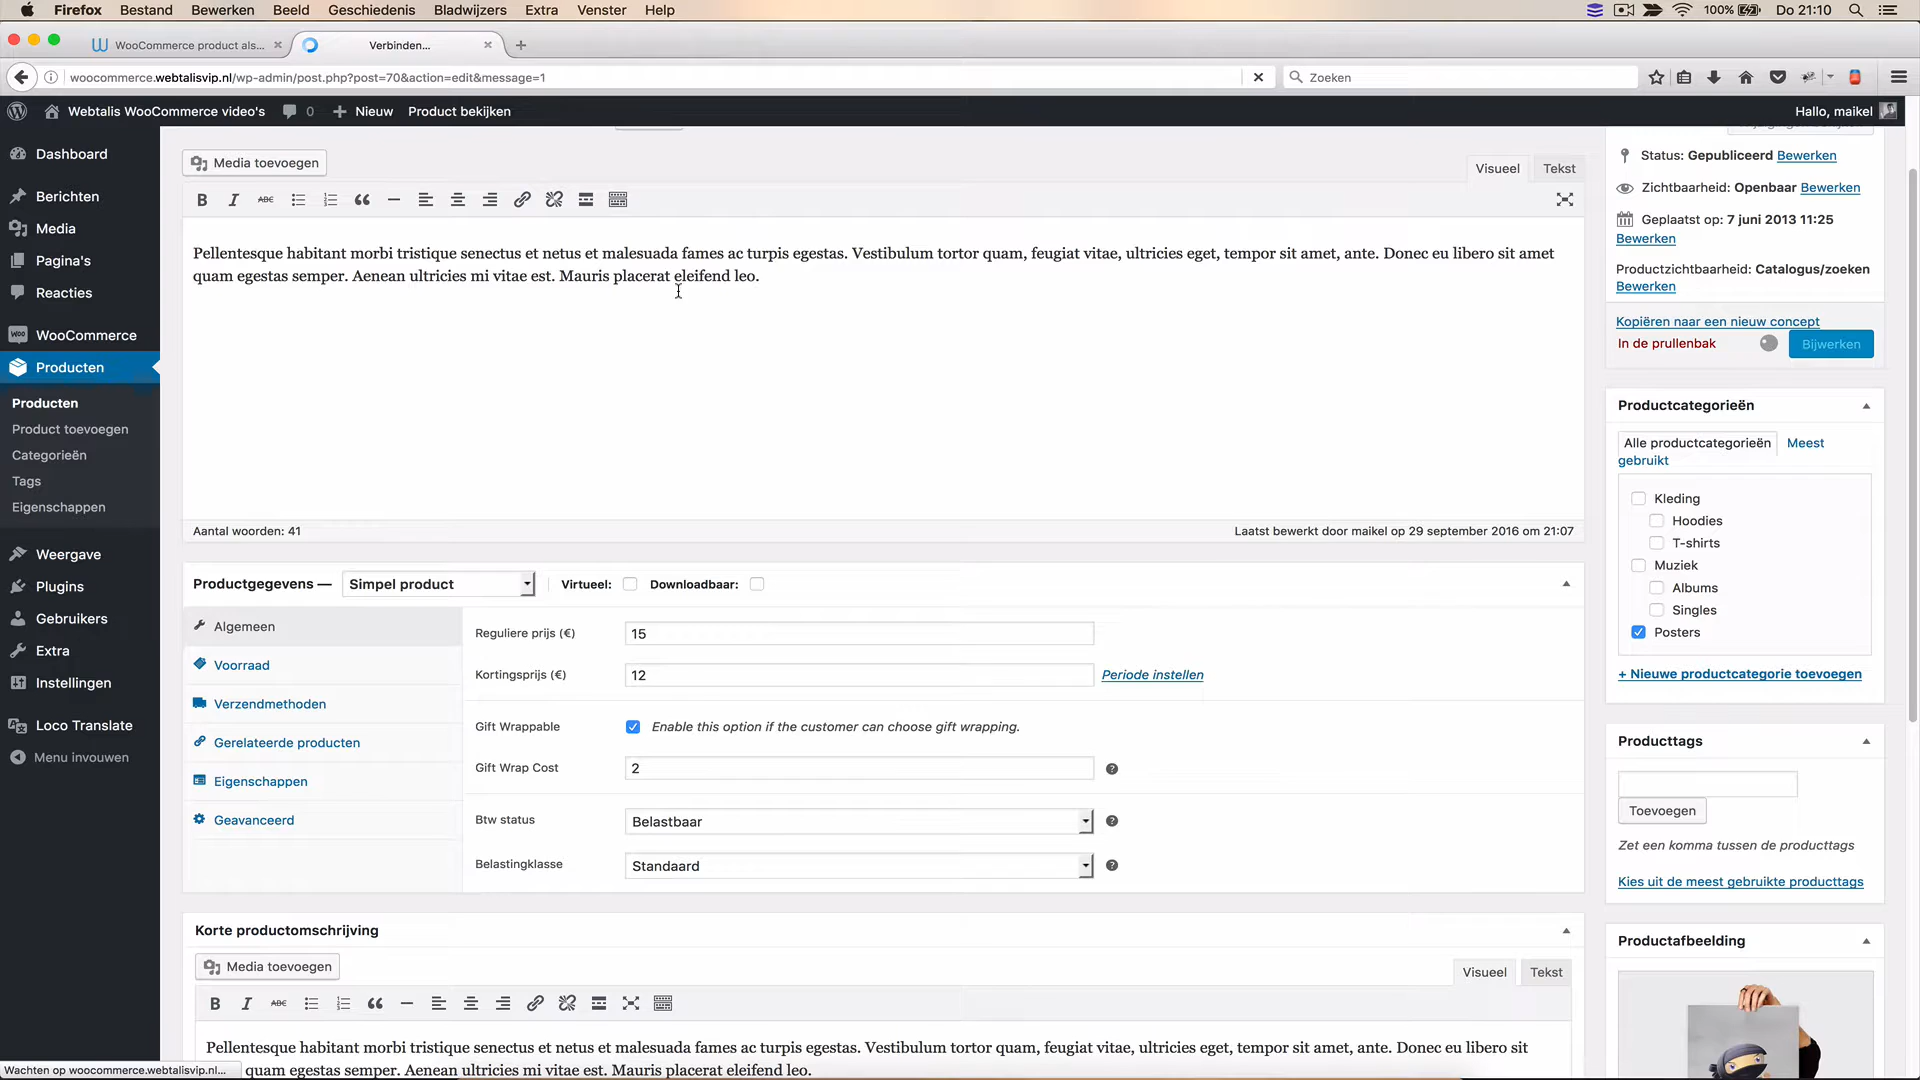 Firefox Bestand Bewerken Beeld Geschiedenis Bladwijzers Extra Venster Help 100% Do 21:10
WooCommerce product als... Verbinden...
woocommerce.webtalisvip.nl/wp-admin/post.php?post=70&action=edit&message=1 Zoeken
Webtalis WooCommerce video's 0 Nieuw Product bekijken Hallo, maikel
Dashboard
Berichten
Media
Pagina's
Reacties
WooCommerce
Producten
Producten
Product toevoegen
Categorieën
Tags
Eigenschappen
Weergave
Plugins
Gebruikers
Extra
Instellingen
Loco Translate
Menu invouwen
Media toevoegen
Visueel Tekst
B I ABC
Pellentesque habitant morbi tristique senectus et netus et malesuada fames ac turpis egestas. Vestibulum tortor quam, feugiat vitae, ultricies eget, tempor sit amet, ante. Donec eu libero sit amet
quam egestas semper. Aenean ultricies mi vitae est. Mauris placerat eleifend leo.
Aantal woorden: 41 Laatst bewerkt door maikel op 29 september 2016 om 21:07
Productgegevens — Simpel product Virtueel: Downloadbaar:
Algemeen
Voorraad
Verzendmethoden
Gerelateerde producten
Eigenschappen
Geavanceerd
Reguliere prijs (€) 15
Kortingsprijs (€) 12 Periode instellen
Gift Wrappable Enable this option if the customer can choose gift wrapping.
Gift Wrap Cost 2
Btw status Belastbaar
Belastingklasse Standaard
Korte productomschrijving
Media toevoegen
Visueel Tekst
B I ABC
Pellentesque habitant morbi tristique senectus et netus et malesuada fames ac turpis egestas. Vestibulum tortor quam, feugiat vitae, ultricies eget, tempor sit amet, ante. Donec eu libero sit
quam egestas semper. Aenean ultricies mi vitae est. Mauris placerat eleifend leo.
Status: Gepubliceerd Bewerken
Zichtbaarheid: Openbaar Bewerken
Geplaatst op: 7 juni 2013 11:25
Bewerken
Productzichtbaarheid: Catalogus/zoeken
Bewerken
Kopiëren naar een nieuw concept
In de prullenbak Bijwerken
Productcategorieën
Alle productcategorieën Meest
gebruikt
Kleding
Hoodies
T-shirts
Muziek
Albums
Singles
Posters
+ Nieuwe productcategorie toevoegen
Producttags
Toevoegen
Zet een komma tussen de producttags
Kies uit de meest gebruikte producttags
Productafbeelding
Wachten op woocommerce.webtalisvip.nl...